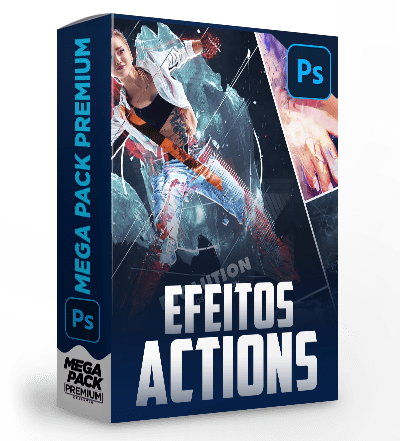 MEGA PACK PREMIUM
Ps
MEGA
PACK
PREMIUM
Ps
EFEITOS
ACTIONS